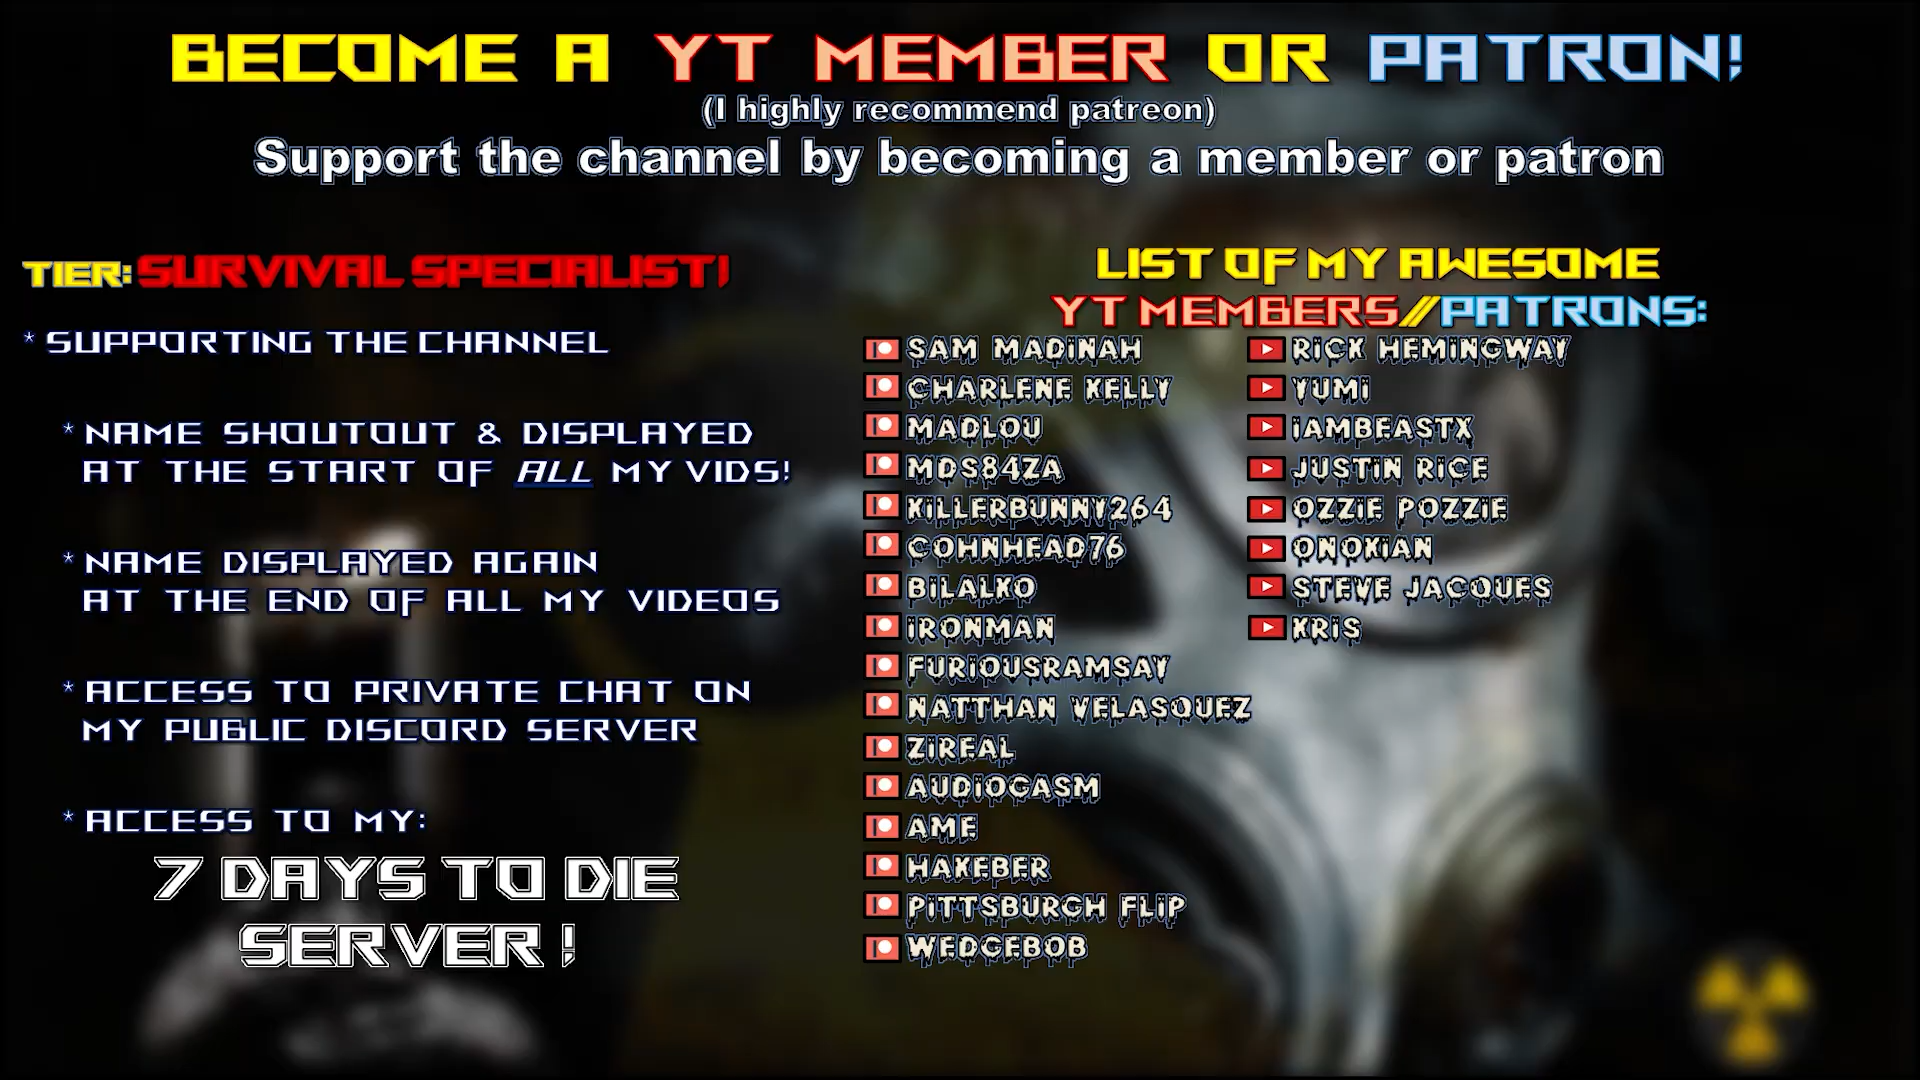 BECOME A YT MEMBER OR PATRON!
(I highly recommend patreon)
Support the channel by becoming a member or patron
TIER: SURVIVAL SPECIALIST!
* SUPPORTING THE CHANNEL
* NAME SHOUTOUT & DISPLAYED
AT THE START OF ALL MY VIDS!
* NAME DISPLAYED AGAIN
AT THE END OF ALL MY VIDEOS
* ACCESS TO PRIVATE CHAT ON
MY PUBLIC DISCORD SERVER
* ACCESS TO MY:
7 DAYS TO DIE
SERVER !
LIST OF MY AWESOME
YT MEMBERS//PATRONS:
SAM MADINAH
CHARLENE KELLY
MADLOU
MDS84ZA
KILLERBUNNY264
COHNHEAD76
BILALKO
IRONMAN
FURIOUSRAMSAY
NATTHAN VELASQUEZ
ZIREAL
AUDIOGASM
AME
HAKEBER
PITTSBURGH FLIP
WEDGEBOB
RICK HEMINGWAY
YUMI
IAMBEASTX
JUSTIN RICE
OZZIE POZZIE
ONOKIAN
STEVE JACQUES
KRIS